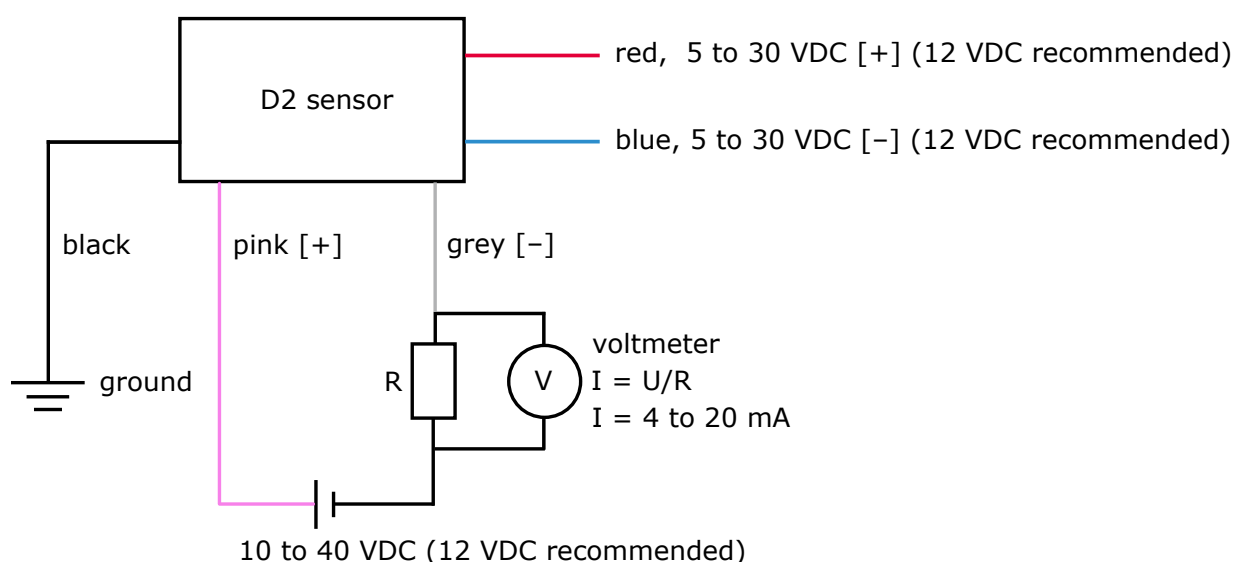 red, 5 to 30 VDC [+] (12 VDC recommended)
D2 sensor
blue, 5 to 30 VDC [–] (12 VDC recommended)
black
pink [+]
grey [–]
voltmeter
ground
R
V
I = U/R
I = 4 to 20 mA
10 to 40 VDC (12 VDC recommended)